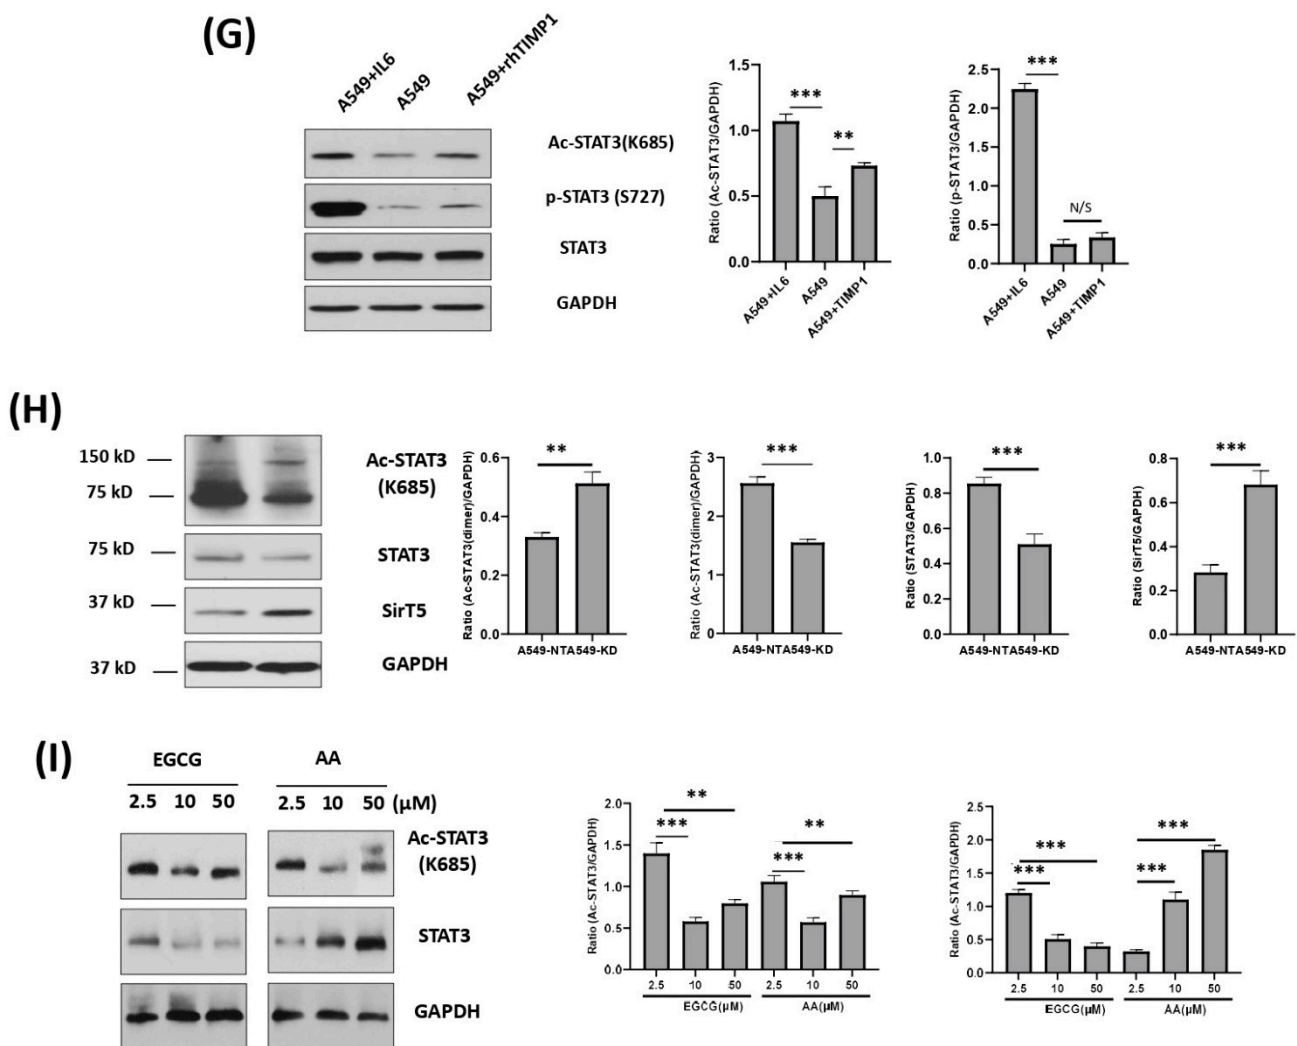 (G)
A549+IL6
A549
A549+rhTIMP1
Ac-STAT3(K685)
p-STAT3 (S727)
STAT3
GAPDH
Ratio (Ac-STAT3/GAPDH)
1.5
1.0
0.5
0.0
***
**
A549+IL6
A549
A549+TIMP1
Ratio (p-STAT3/GAPDH)
2.5
2.0
1.5
1.0
0.5
0.0
***
N/S
A549+IL6
A549
A549+TIMP1
(H)
150 kD
75 kD
75 kD
37 kD
37 kD
Ac-STAT3
(K685)
STAT3
SirT5
GAPDH
Ratio (Ac-STAT3(dimer)/GAPDH)
0.6
0.4
0.2
0.0
**
A549-NTA549-KD
Ratio (Ac-STAT3(dimer)/GAPDH)
3
2
1
0
***
A549-NTA549-KD
Ratio (STAT3/GAPDH)
1.0
0.8
0.6
0.4
0.2
0.0
***
A549-NTA549-KD
Ratio (SirT5/GAPDH)
0.8
0.6
0.4
0.2
0.0
***
A549-NTA549-KD
(I)
EGCG
AA
2.5 10 50
2.5 10 50 (μM)
Ac-STAT3
(K685)
STAT3
GAPDH
Ratio (Ac-STAT3/GAPDH)
2.0
1.5
1.0
0.5
0.0
**
***
**
***
2.5 10 50 2.5 10 50
EGCG(μM) AA(μM)
Ratio (Ac-STAT3/GAPDH)
2.5
2.0
1.5
1.0
0.5
0.0
***
***
***
***
2.5 10 50 2.5 10 50
EGCG(μM) AA(μM)